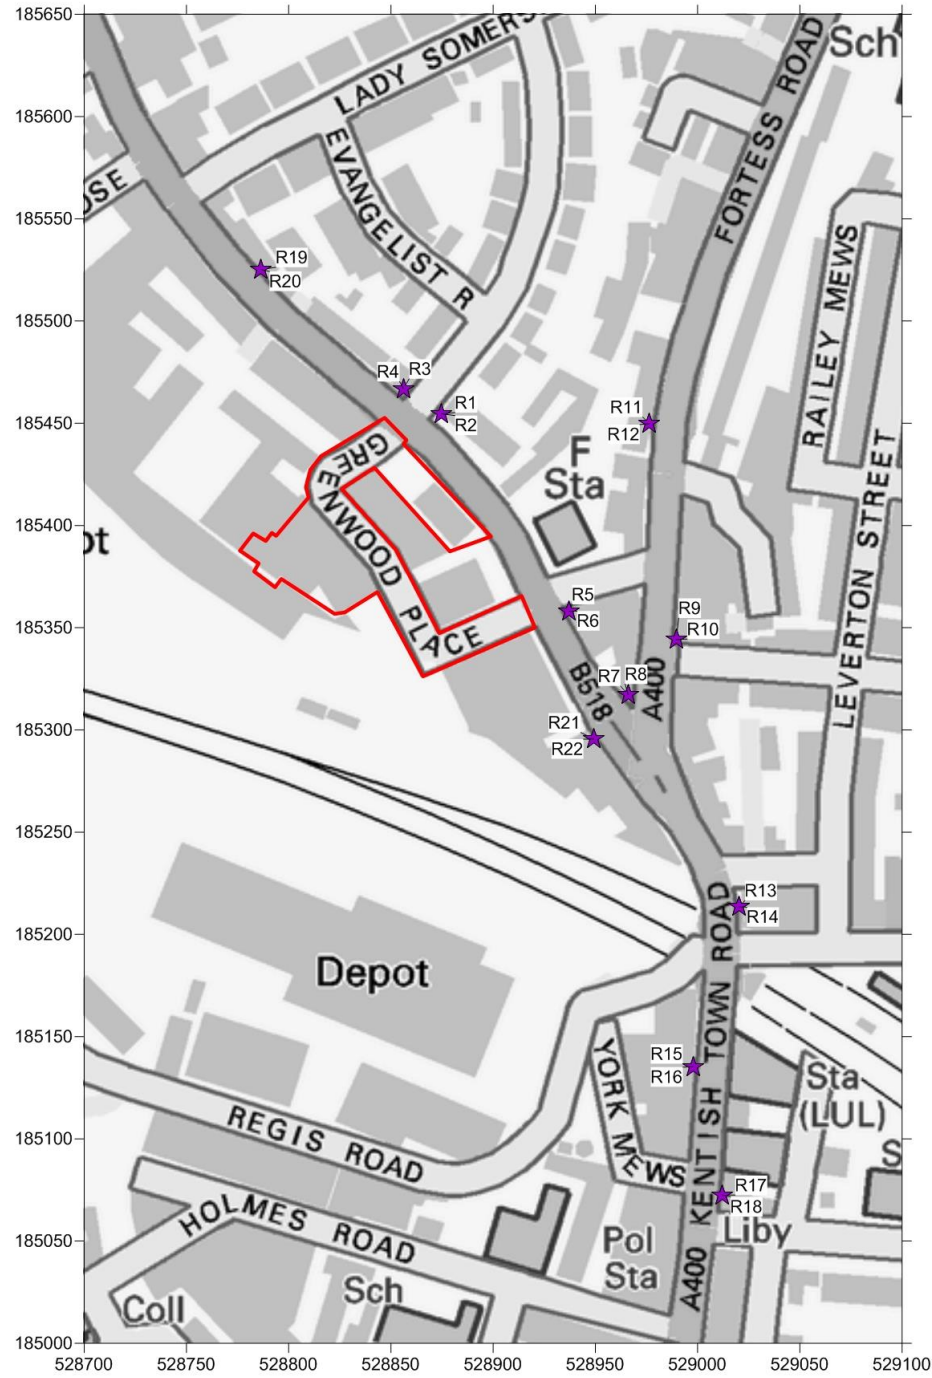 185650
LADY SOMERS
FORTESS ROAD
Sch
185600
EVANGELIST R
OSE
185550
RAILEY MEWS
R19
R20
185500
R4 R3
R1
R2
R11
R12
185450
GREENWOOD PLACE
F
Sta
LEVERTON STREET
185400
ot
R5
R6
R9
R10
185350
B518
R7 R8
A400
R21
R22
185300
185250
R13
R14
185200
KENTISH TOWN ROAD
Depot
185150
YORK MEWS
R15
R16
Sta
(LUL)
185100
REGIS ROAD
S
R17
R18
HOLMES ROAD
Liby
185050
Pol
Sta
A400
Sch
Coll
185000
528700 528750 528800 528850 528900 528950 529000 529050 529100